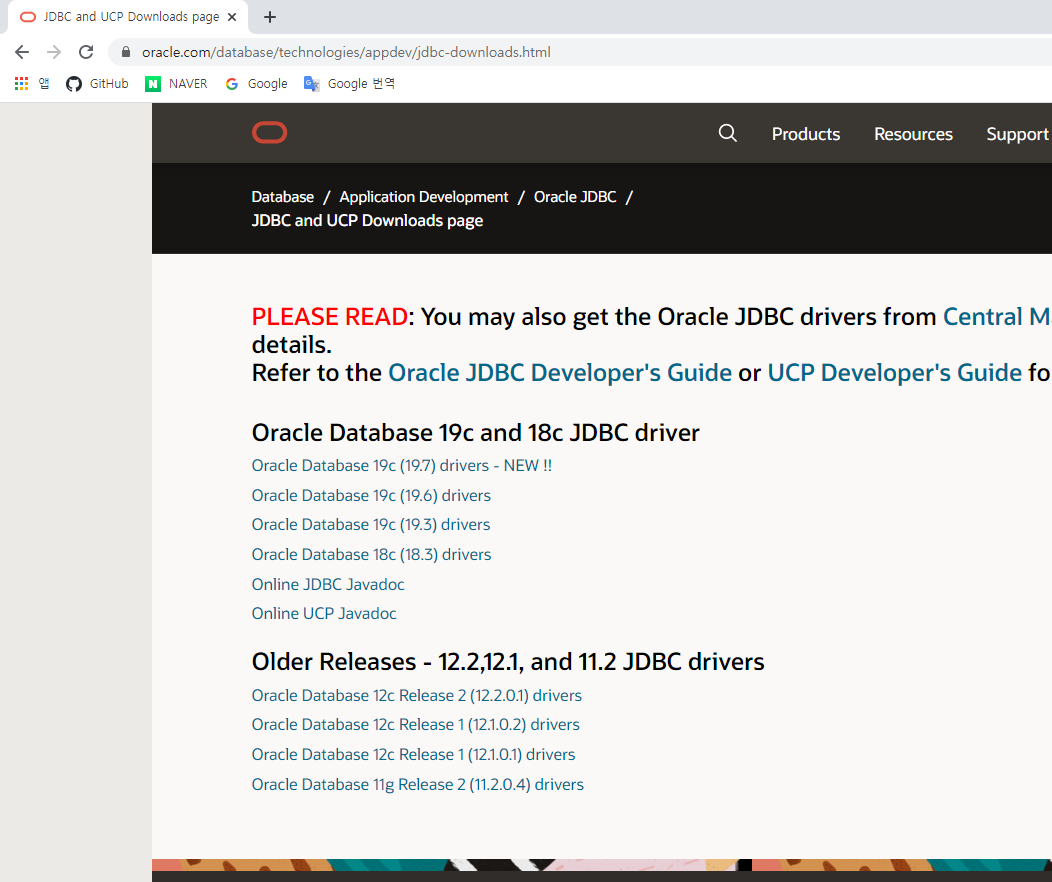 JDBC and UCP Downloads page
oracle.com/database/technologies/appdev/jdbc-downloads.html
앱 GitHub N NAVER G Google G Google 번역
Products Resources Support
Database / Application Development / Oracle JDBC /
JDBC and UCP Downloads page
PLEASE READ: You may also get the Oracle JDBC drivers from Central
details.
Refer to the Oracle JDBC Developer's Guide or UCP Developer's Guide
Oracle Database 19c and 18c JDBC driver
Oracle Database 19c (19.7) drivers - NEW !!
Oracle Database 19c (19.6) drivers
Oracle Database 19c (19.3) drivers
Oracle Database 18c (18.3) drivers
Online JDBC Javadoc
Online UCP Javadoc
Older Releases - 12.2,12.1, and 11.2 JDBC drivers
Oracle Database 12c Release 2 (12.2.0.1) drivers
Oracle Database 12c Release 1 (12.1.0.2) drivers
Oracle Database 12c Release 1 (12.1.0.1) drivers
Oracle Database 11g Release 2 (11.2.0.4) drivers